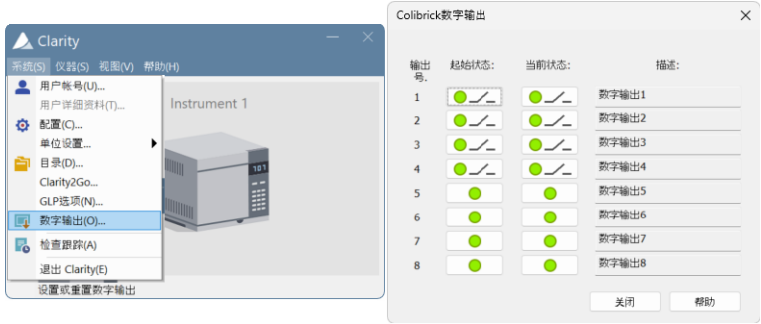 Clarity
系统(S) 仪器(S) 视图(V) 帮助(H)
用户帐号(U)...
用户详细资料(T)...
配置(C)...
单位设置...
目录(D)...
Clarity2Go...
GLP选项(N)...
数字输出(O)...
检查跟踪(A)
退出 Clarity(E)
设置或重置数字输出
Instrument 1
101
Colibrick数字输出
输出号. 起始状态: 当前状态: 描述:
1 数字输出1
2 数字输出2
3 数字输出3
4 数字输出4
5 数字输出5
6 数字输出6
7 数字输出7
8 数字输出8
关闭 帮助